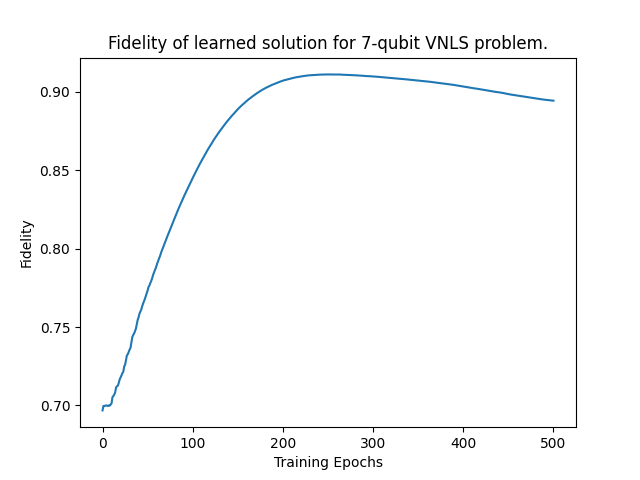 Fidelity of learned solution for 7-qubit VNLS problem.
0.90
0.85
0.80
0.75
0.70
Fidelity
0 100 200 300 400 500
Training Epochs